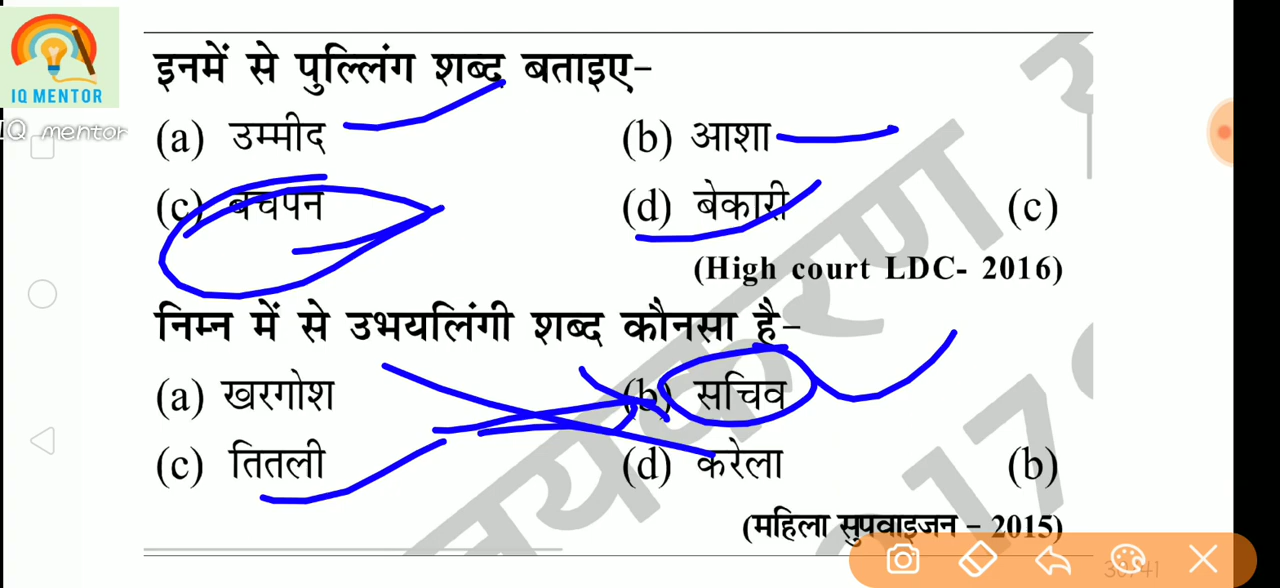 IQ MENTOR
IQ mentor
इनमें से पुल्लिंग शब्द बताइए–
(a) उम्मीद (b) आशा
(c) बचपन (d) बेकारी (c)
(High court LDC- 2016)
निम्न में से उभयलिंगी शब्द कौनसा है–
(a) खरगोश (b) सचिव
(c) तितली (d) करेला (b)
(महिला सुपवाइजन – 2015)